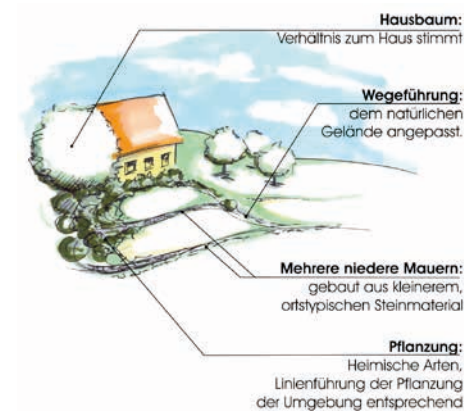 Hausbaum:
Verhältnis zum Haus stimmt
Wegeführung:
dem natürlichen
Gelände angepasst.
Mehrere niedere Mauern:
gebaut aus kleinerem,
ortstypischen Steinmaterial
Pflanzung:
Heimische Arten,
Linienführung der Pflanzung
der Umgebung entsprechend